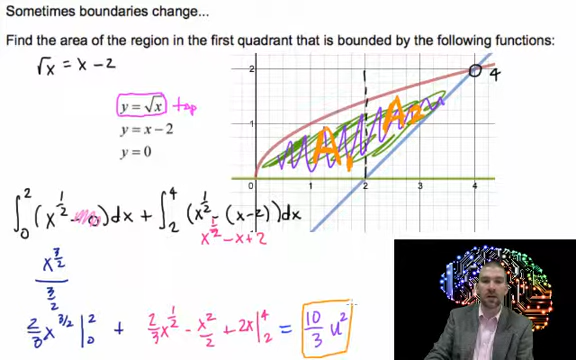 Sometimes boundaries change...
Find the area of the region in the first quadrant that is bounded by the following functions:
√x = x - 2
y = √x top
y = x - 2
y = 0
2
1
0 1 2 3 4
4
A₁ A₂
∫₀² (x^{1/2} - 0) dx + ∫₂⁴ (x^{1/2} - (x-2)) dx
x^{1/2} - x + 2
x^{3/2} / (3/2)
2/3 x^{3/2} |₀² + 2/3 x^{1/2} - x²/2 + 2x |₂⁴ = 10/3 u²